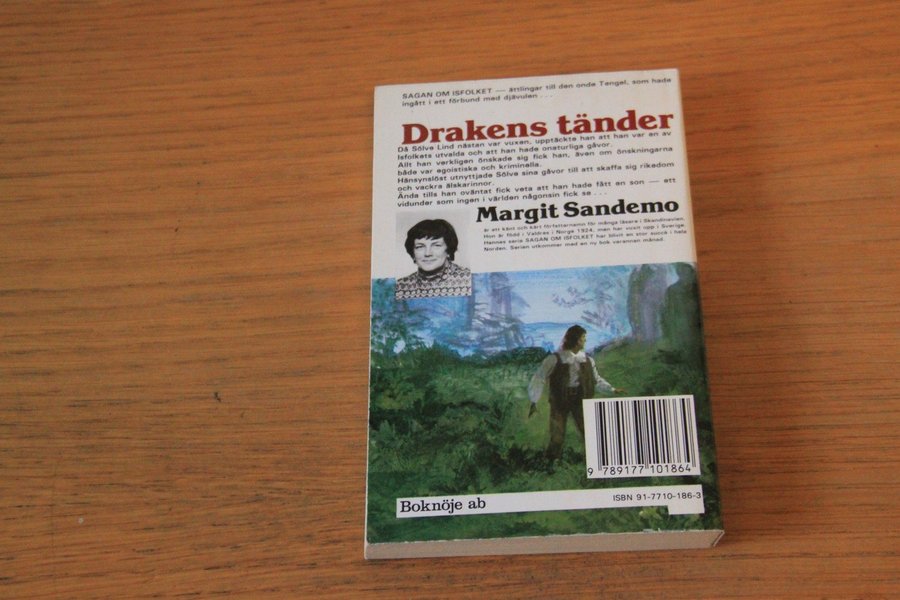 SAGAN OM ISFOLKET — ättlingar till den onde Tengel, som hade
ingått i ett förbund med djävulen . . .
Drakens tänder
Då Sölve Lind nästan var vuxen, upptäckte han att han var en av
Isfolkets utvalda och att han hade onaturliga gåvor.
Allt han verkligen önskade sig fick han, även om önskningarna
både var egoistiska och kriminella.
Hänsynslöst utnyttjade Sölve sina gåvor till att skaffa sig rikedom
och vackra älskarinnor.
Ända tills han oväntat fick veta att han hade fått en son — ett
vidunder som ingen i världen någonsin fick se . . .
Margit Sandemo
är ett känt och kärt författarnamn för många läsare i Skandinavien.
Hon är född i Valdres i Norge 1924, men har vuxit upp i Sverige.
Hennes serie SAGAN OM ISFOLKET har blivit en stor succé i hela
Norden. Serien utkommer med en ny bok varannan månad.
9 789177 101864
ISBN 91-7710-186-3
Boknöje ab